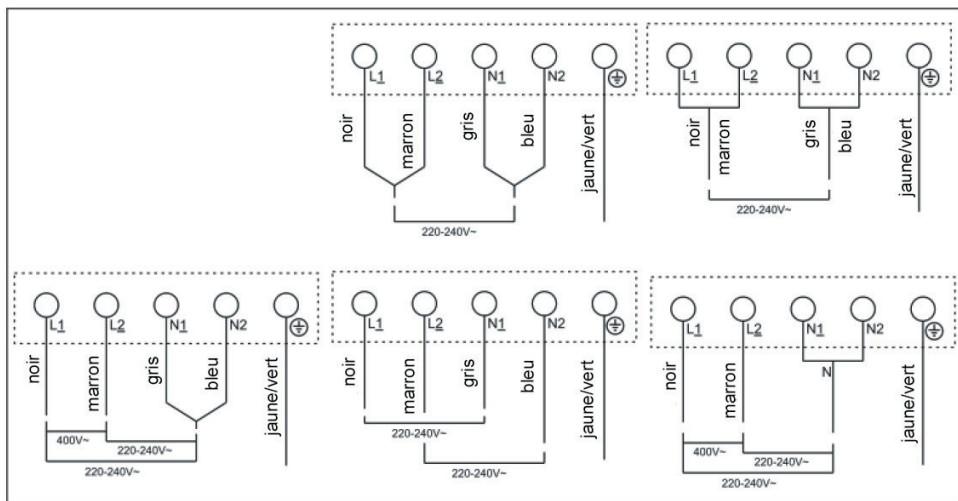 L1 L2 N1 N2
noir marron gris bleu jaune/vert
220-240V~
L1 L2 N1 N2
noir marron gris bleu jaune/vert
220-240V~
L1 L2 N1 N2
noir marron gris bleu jaune/vert
400V~
220-240V~
220-240V~
L1 L2 N1 N2
noir marron gris bleu jaune/vert
220-240V~
220-240V~
L1 L2 N1 N2
N
noir marron gris bleu jaune/vert
400V~
220-240V~
220-240V~